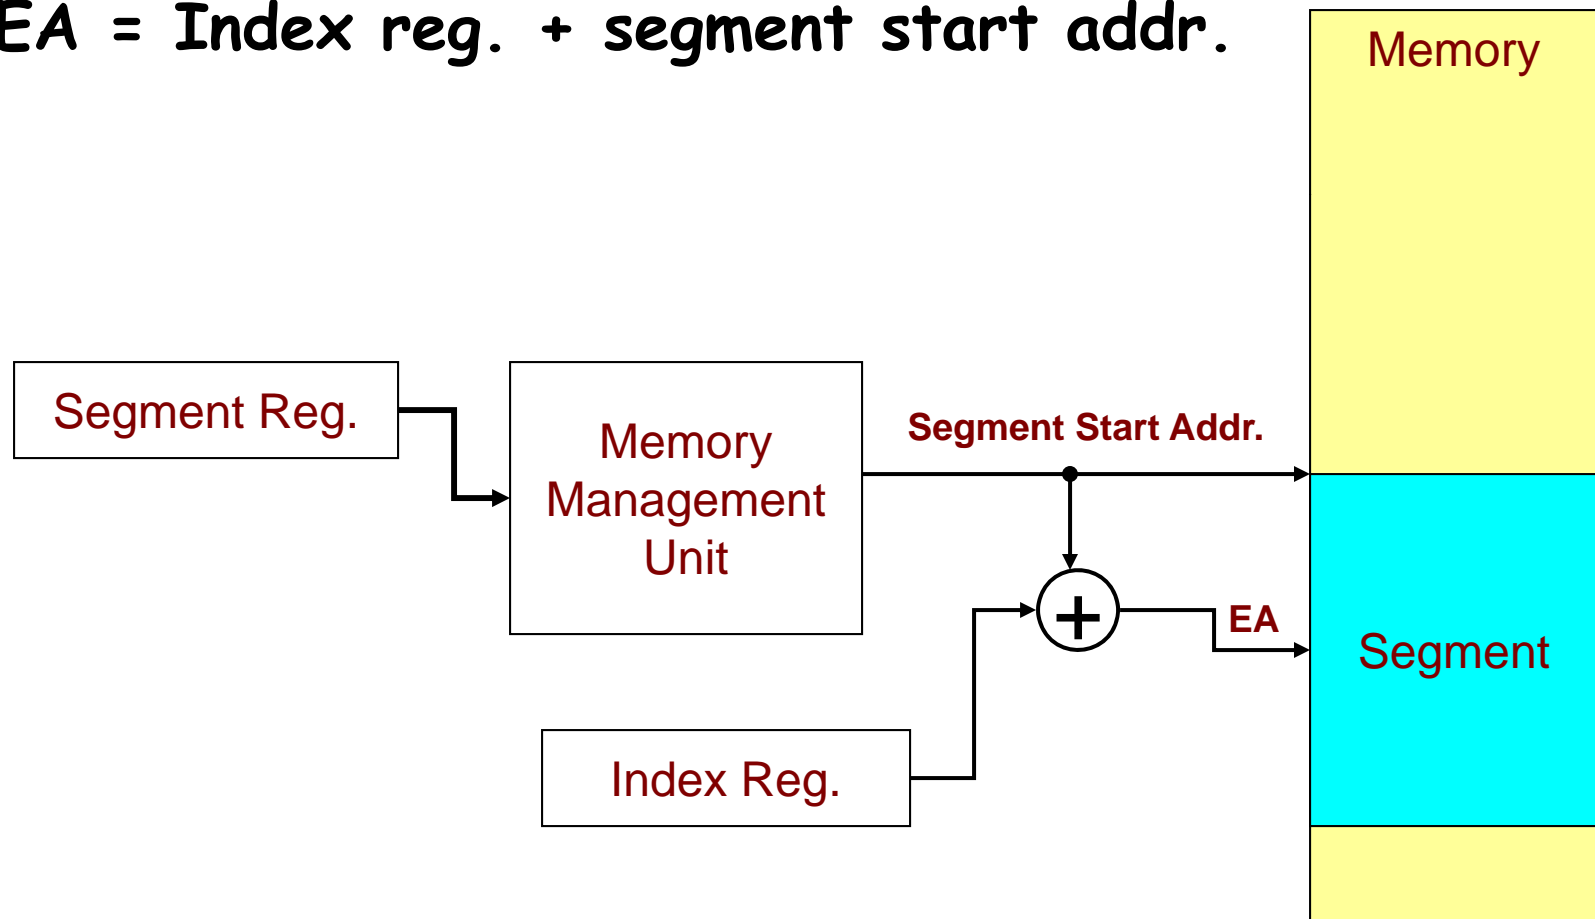 EA = Index reg. + segment start addr.
Memory
Segment Reg.
Memory
Management
Unit
Segment Start Addr.
+
EA
Segment
Index Reg.